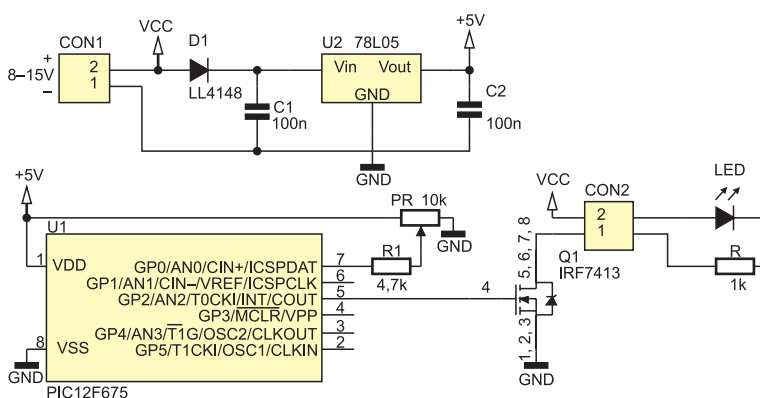 CON1
+
8–15V
–
2
1
VCC
D1
LL4148
C1
100n
U2 78L05
Vin Vout
GND
+5V
C2
100n
GND
+5V
U1
1
VDD
8
VSS
GND
PIC12F675
GP0/AN0/CIN+/ICSPDAT
GP1/AN1/CIN–/VREF/ICSPCLK
GP2/AN2/T0CKI/INT/COUT
GP3/MCLR/VPP
GP4/AN3/T1G/OSC2/CLKOUT
GP5/T1CKI/OSC1/CLKIN
7
6
5
4
3
2
PR 10k
GND
R1
4,7k
4
VCC
CON2
2
1
LED
R
1k
Q1
IRF7413
5, 6, 7, 8
1, 2, 3
GND